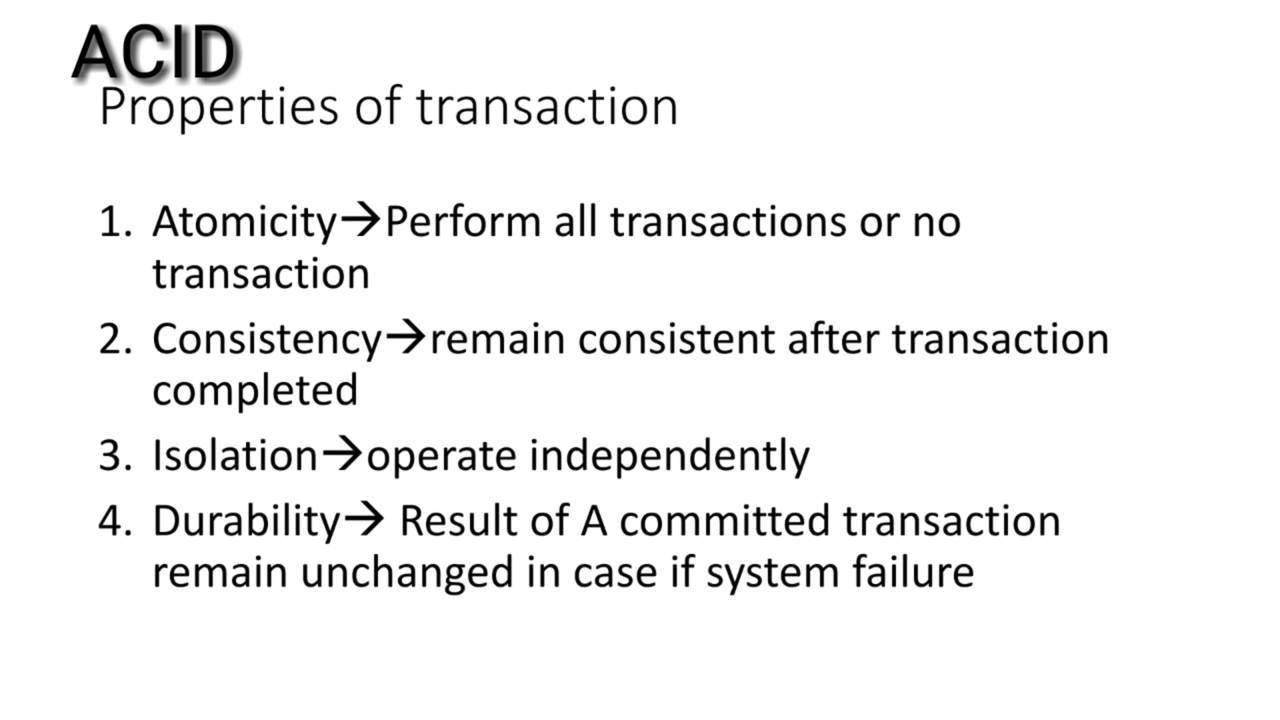 ACID
Properties of transaction
1. Atomicity→Perform all transactions or no
transaction
2. Consistency→remain consistent after transaction
completed
3. Isolation→operate independently
4. Durability→ Result of A committed transaction
remain unchanged in case if system failure